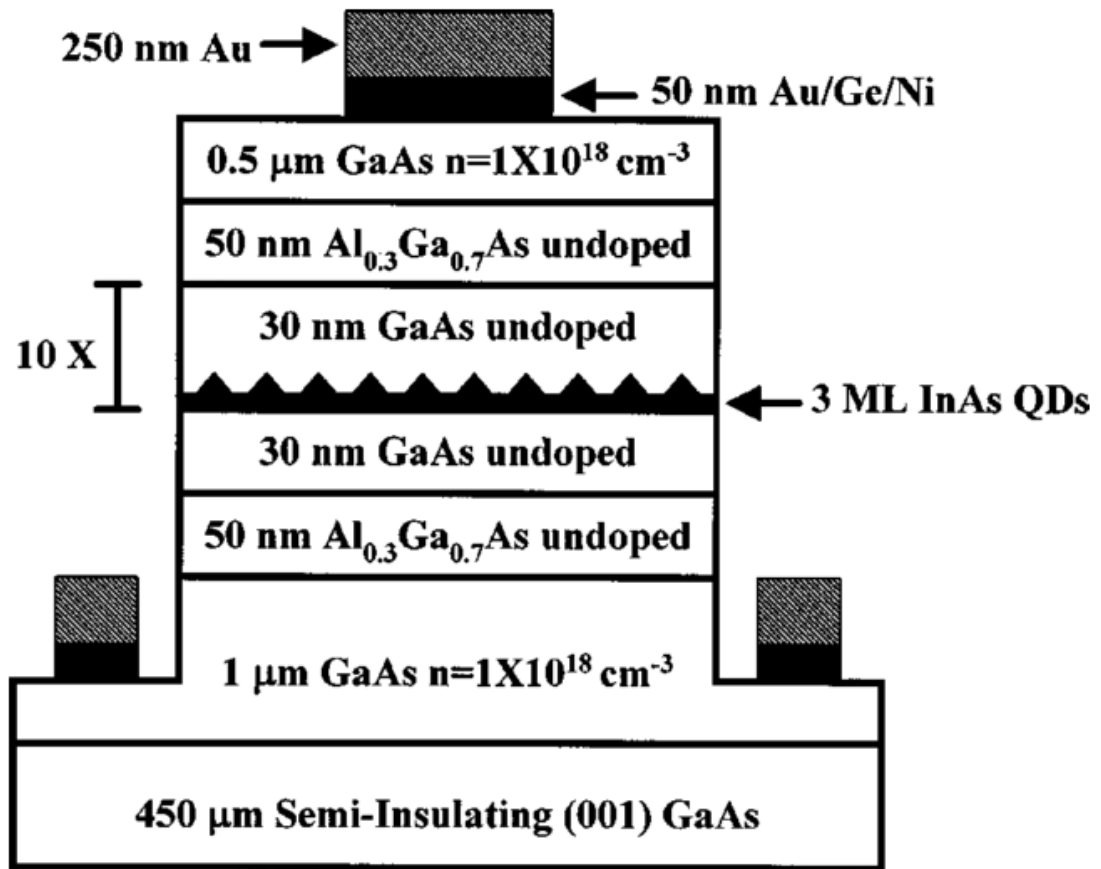 250 nm Au
50 nm Au/Ge/Ni
0.5 μm GaAs n=1X10¹⁸ cm⁻³
50 nm Al₀.₃Ga₀.₇As undoped
30 nm GaAs undoped
10 X
3 ML InAs QDs
30 nm GaAs undoped
50 nm Al₀.₃Ga₀.₇As undoped
1 μm GaAs n=1X10¹⁸ cm⁻³
450 μm Semi-Insulating (001) GaAs